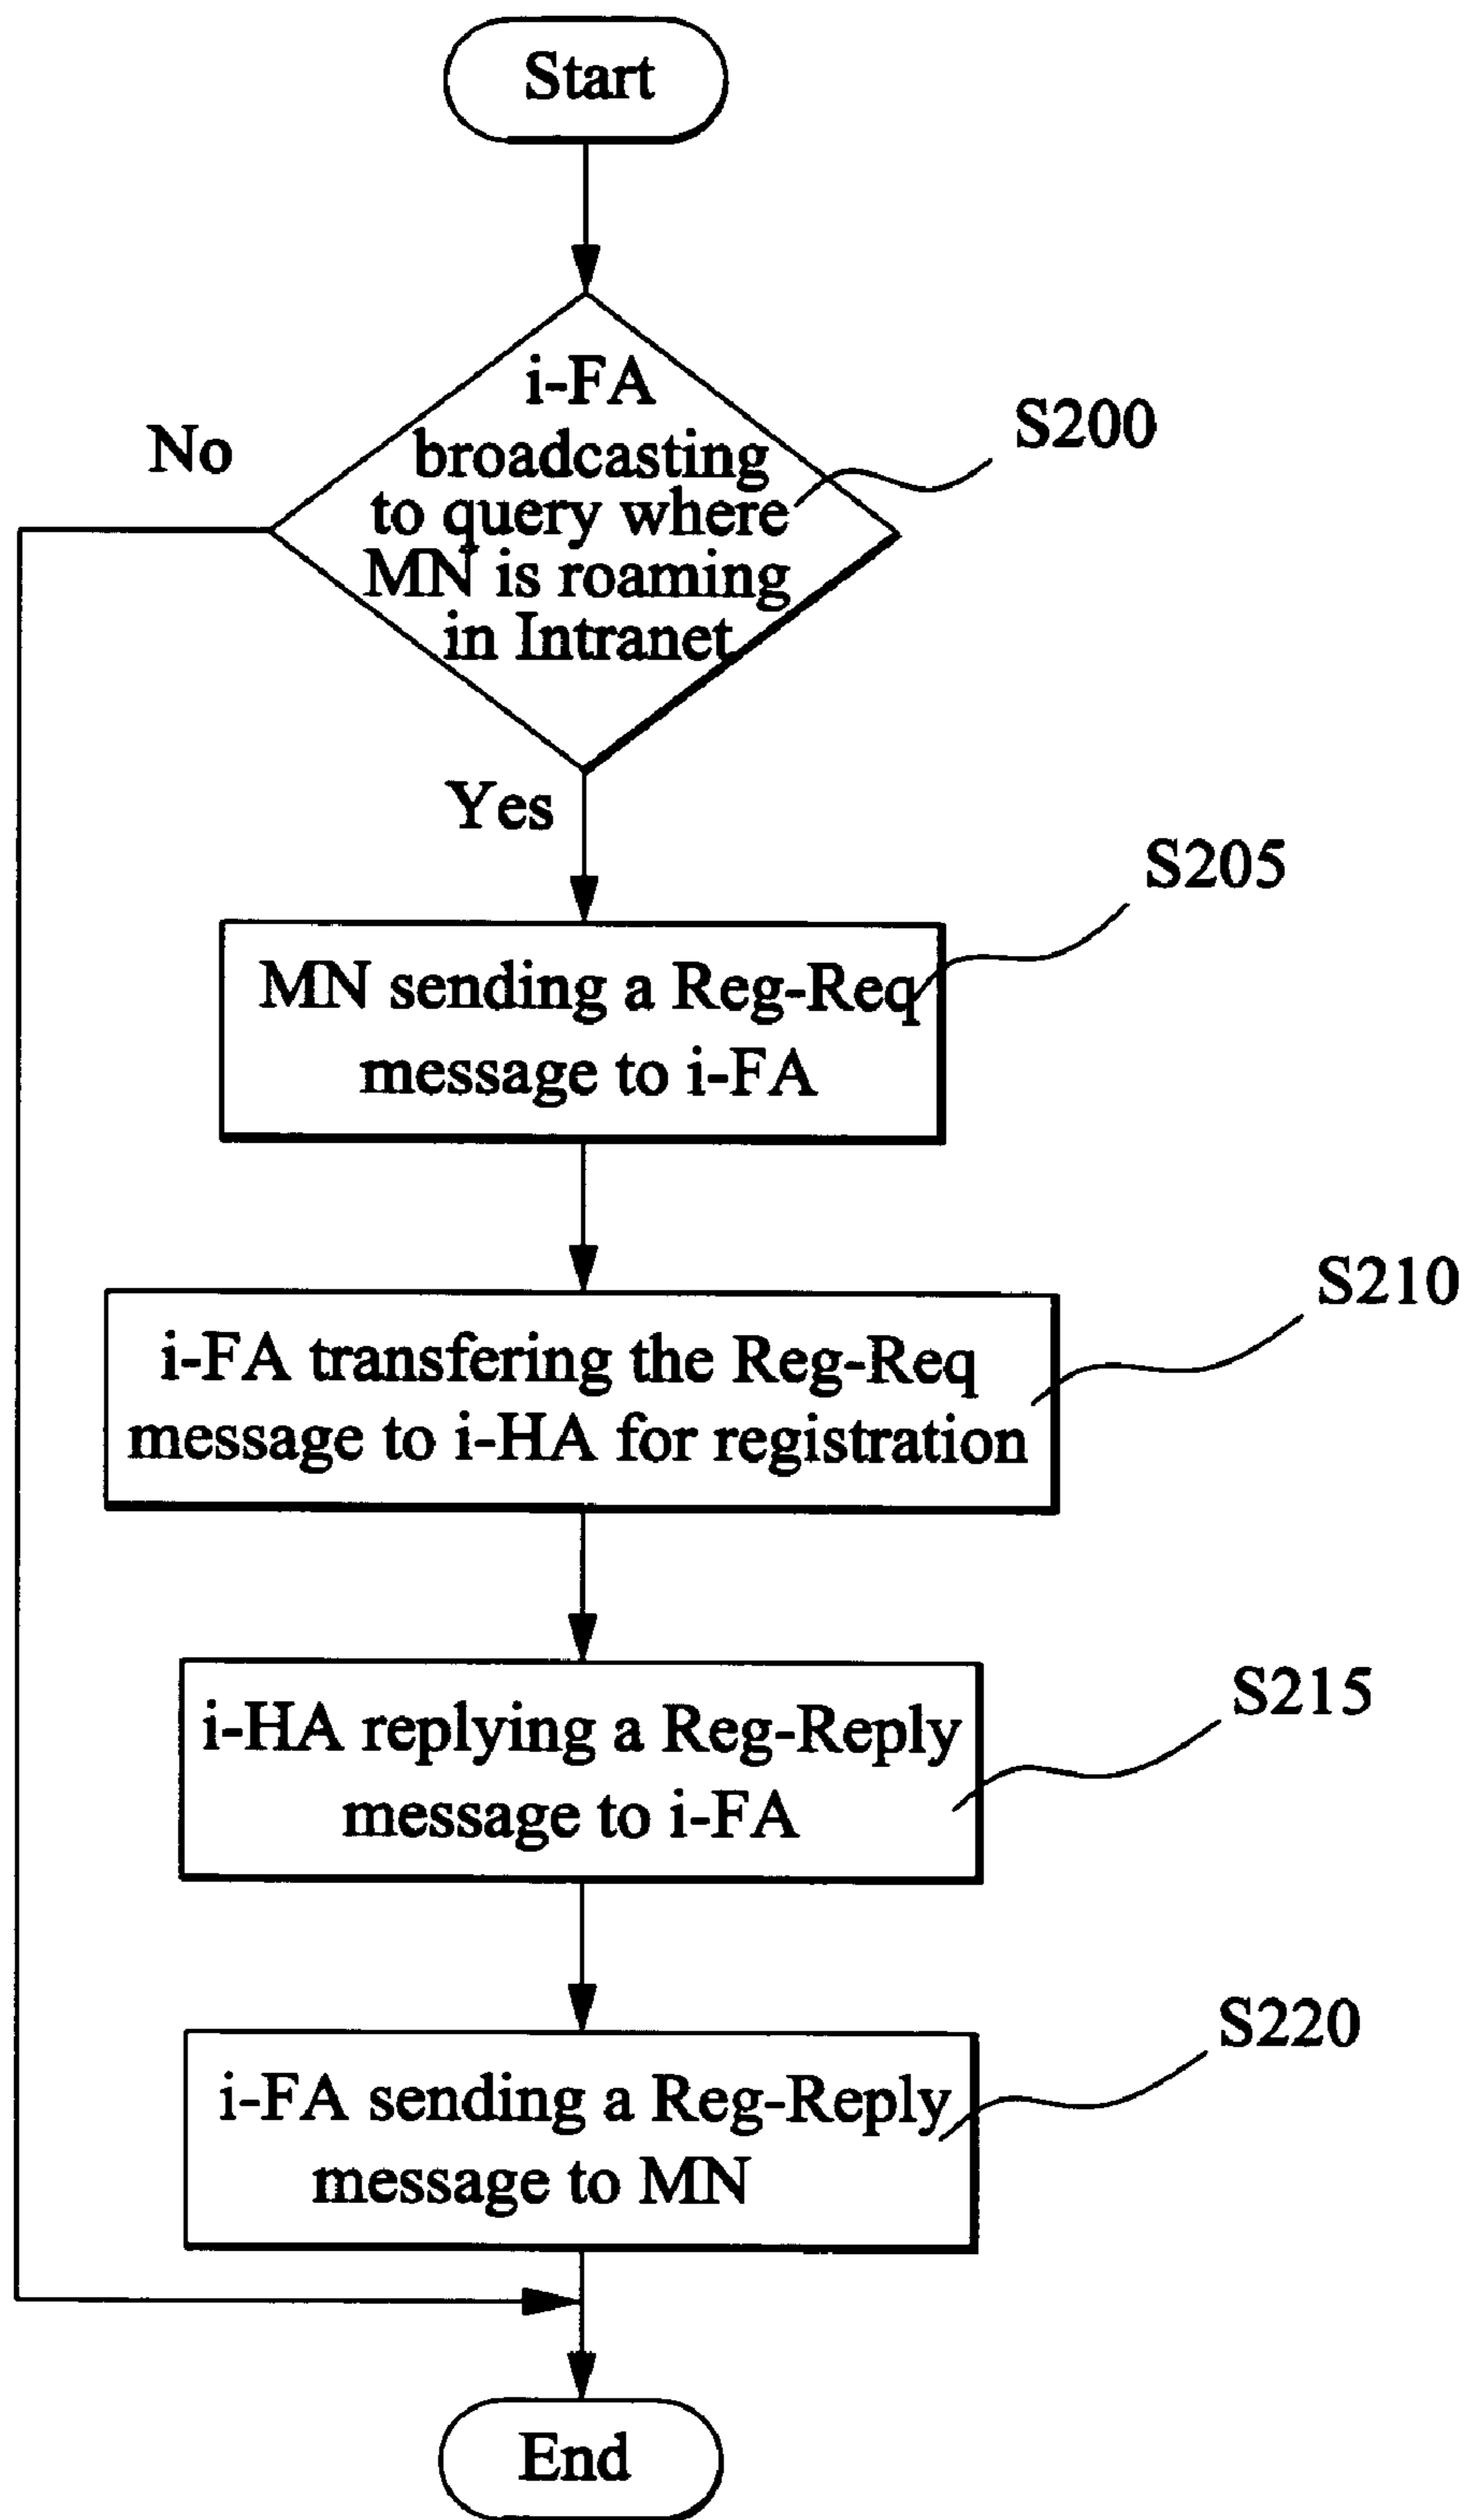 Start
i-FA
broadcasting
to query where
MN is roaming
in Intranet
S200
No
Yes
S205
MN sending a Reg-Req
message to i-FA
S210
i-FA transfering the Reg-Req
message to i-HA for registration
S215
i-HA replying a Reg-Reply
message to i-FA
S220
i-FA sending a Reg-Reply
message to MN
End